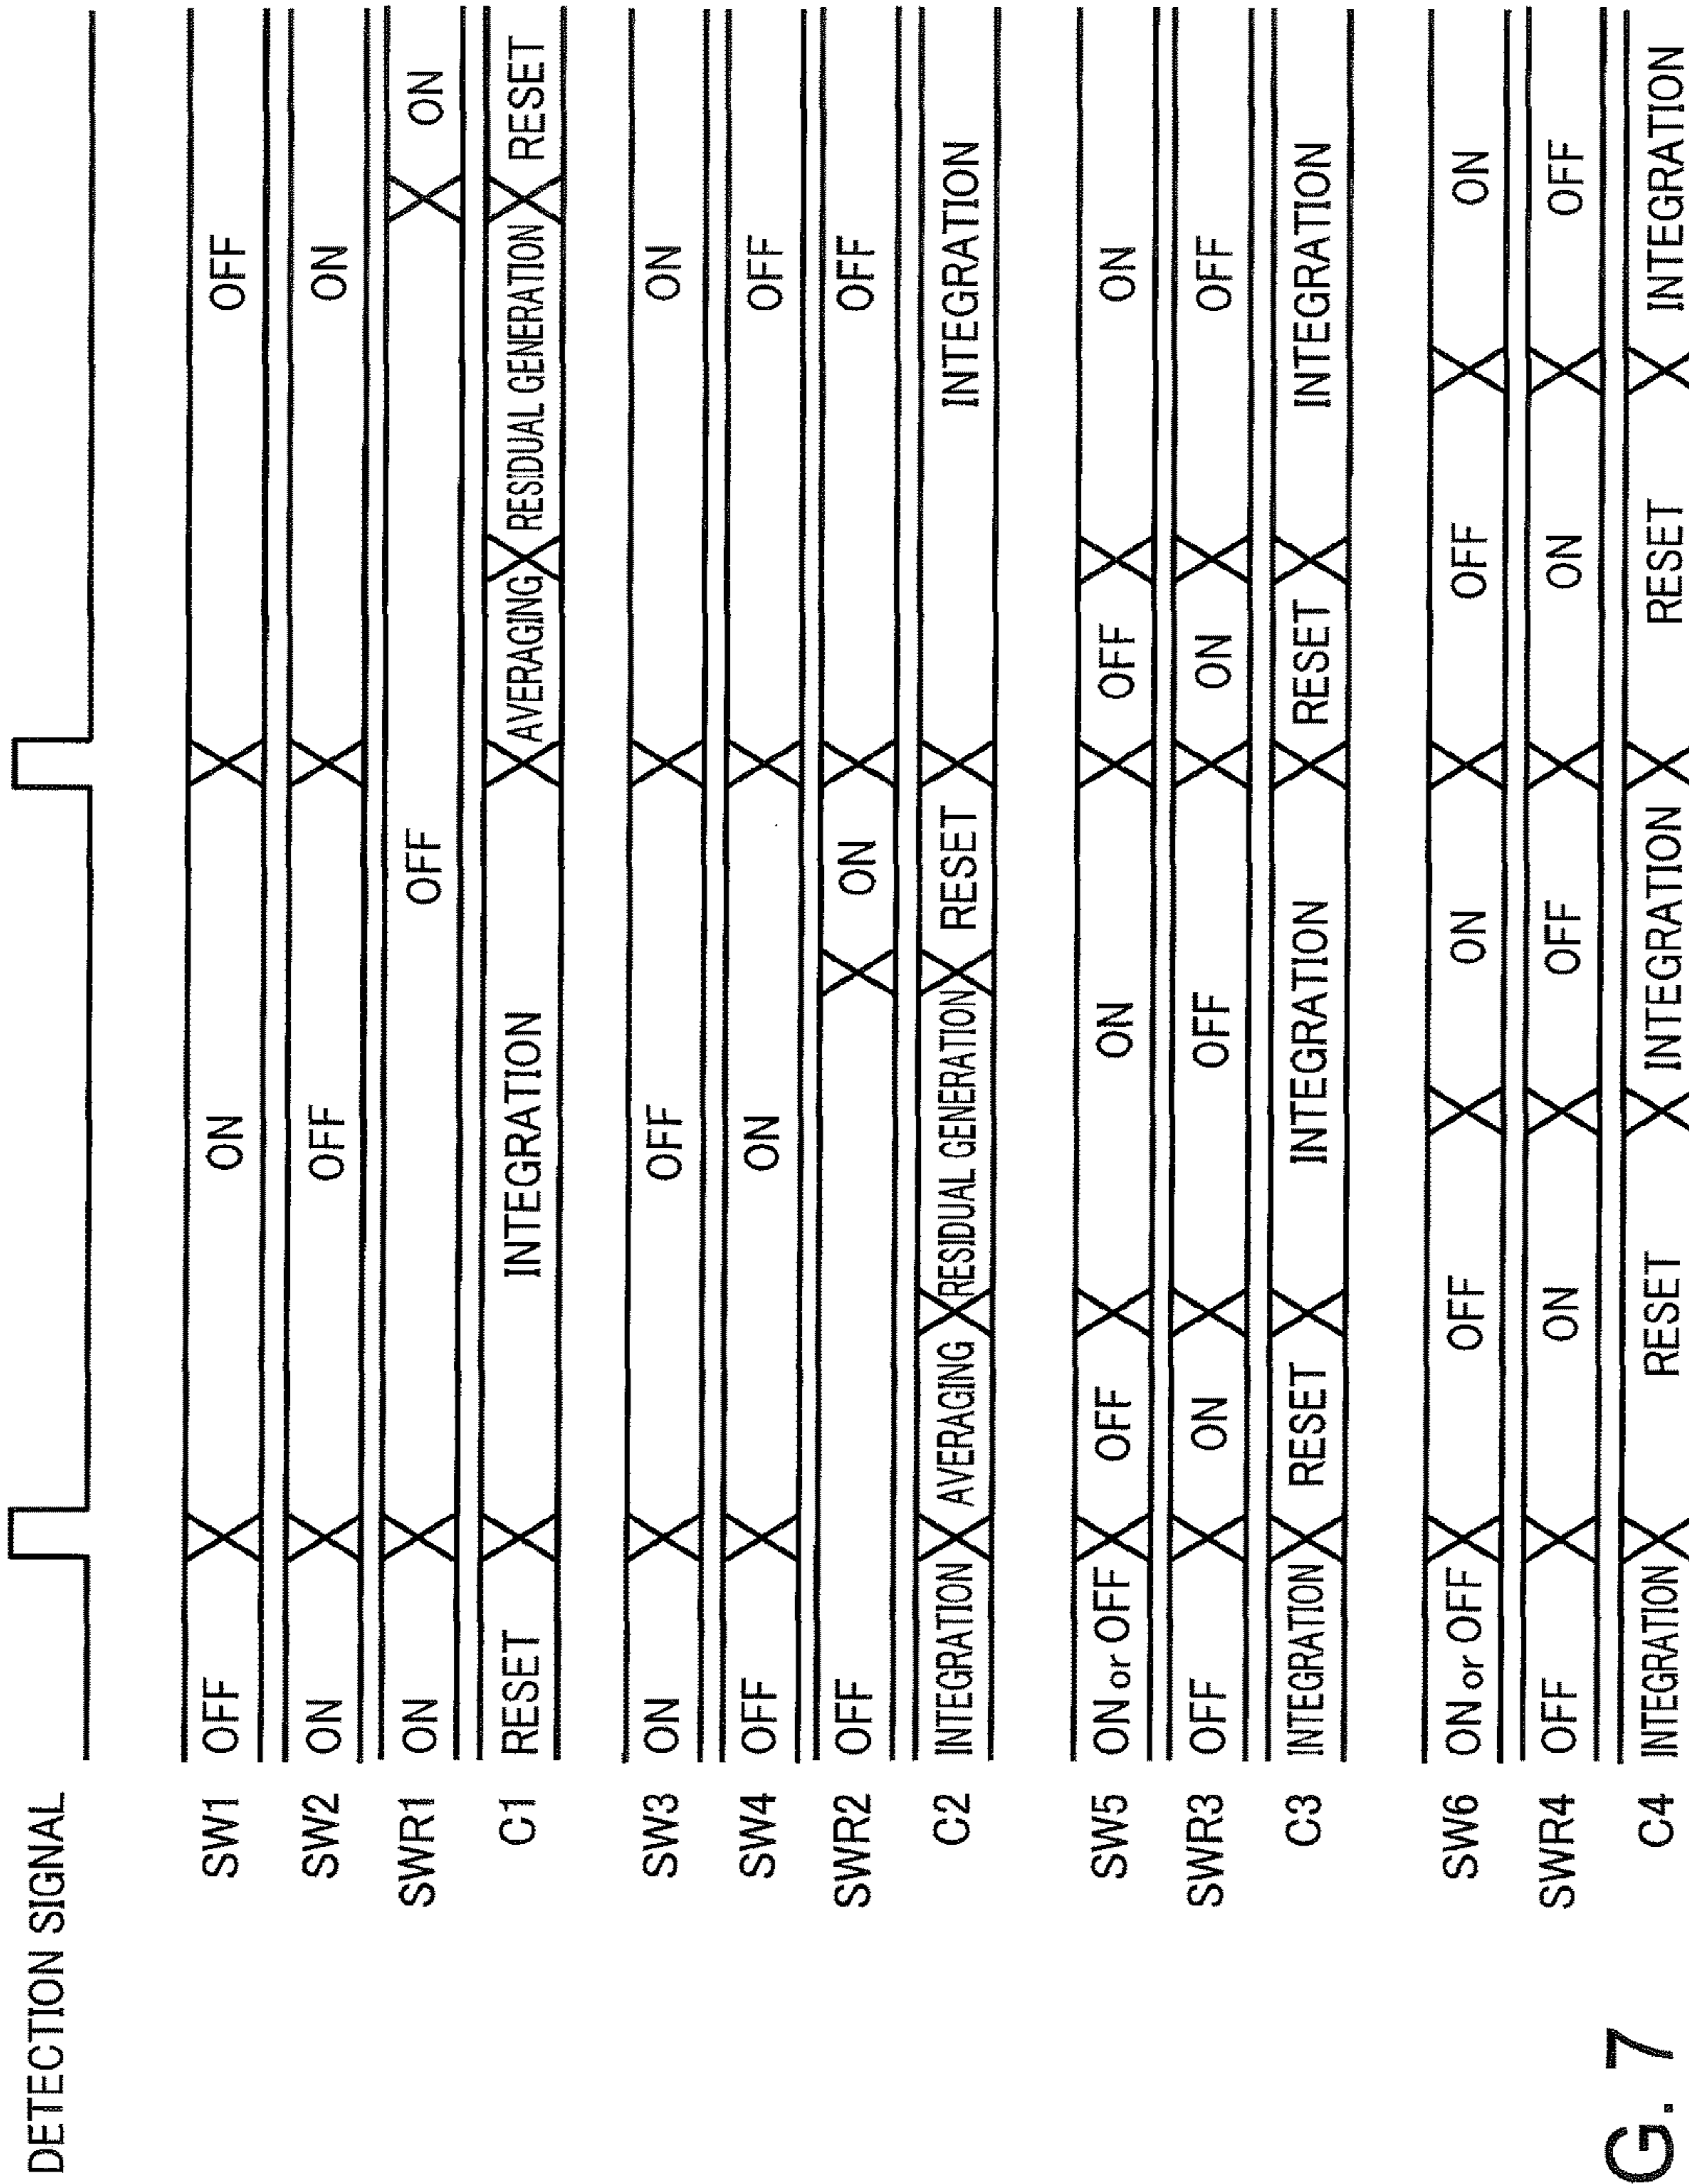 DETECTION SIGNAL
SW1 OFF ON OFF
SW2 ON OFF ON
SWR1 ON OFF ON
C1 RESET INTEGRATION AVERAGING RESIDUAL GENERATION RESET
SW3 ON OFF ON
SW4 OFF ON OFF
SWR2 OFF ON OFF
C2 INTEGRATION AVERAGING RESIDUAL GENERATION RESET INTEGRATION
SW5 ON or OFF OFF ON OFF ON
SWR3 OFF ON OFF ON OFF
C3 INTEGRATION RESET INTEGRATION RESET INTEGRATION
SW6 ON or OFF OFF ON OFF ON
SWR4 OFF ON OFF ON OFF
C4 INTEGRATION RESET INTEGRATION RESET INTEGRATION
G. 7